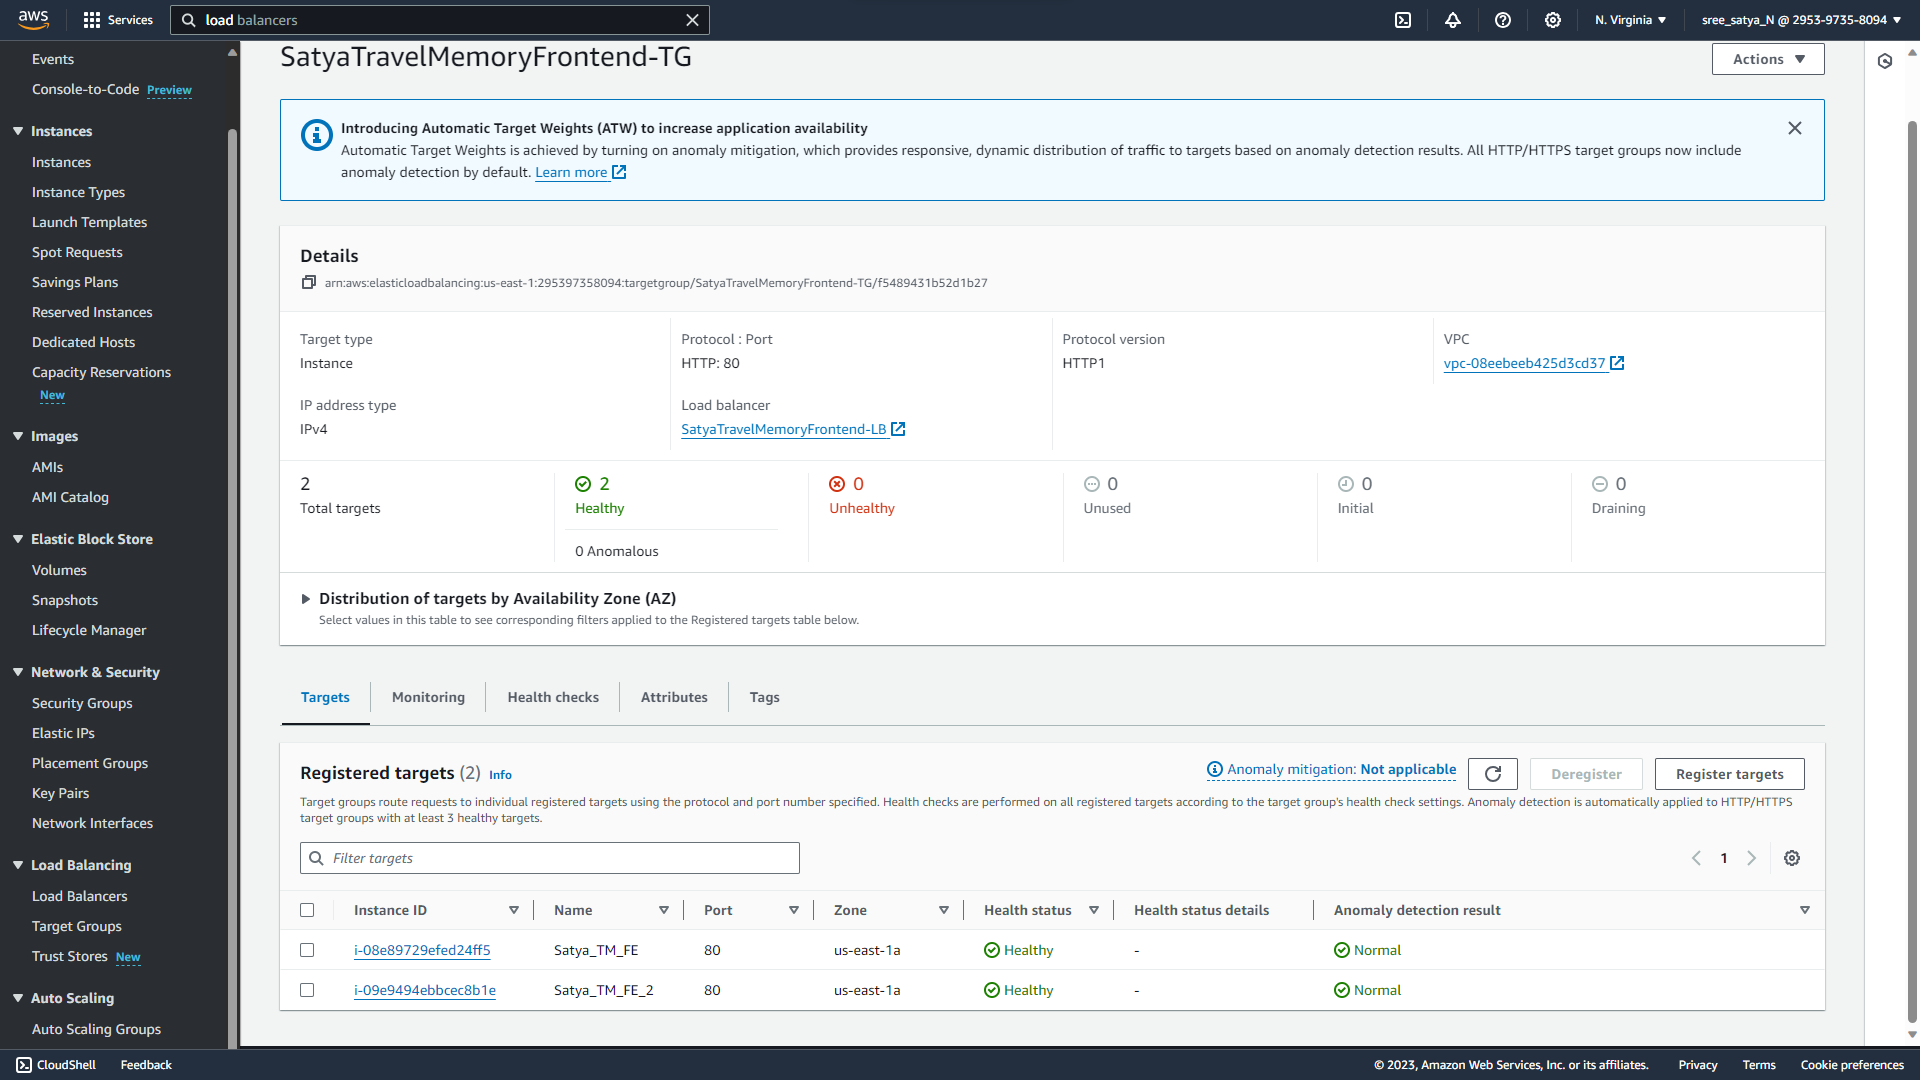 aws
Services
load balancers
N. Virginia
sree_satya_N @ 2953-9735-8094
Events
Console-to-Code Preview
Instances
Instances
Instance Types
Launch Templates
Spot Requests
Savings Plans
Reserved Instances
Dedicated Hosts
Capacity Reservations
New
Images
AMIs
AMI Catalog
Elastic Block Store
Volumes
Snapshots
Lifecycle Manager
Network & Security
Security Groups
Elastic IPs
Placement Groups
Key Pairs
Network Interfaces
Load Balancing
Load Balancers
Target Groups
Trust Stores New
Auto Scaling
Auto Scaling Groups
SatyaTravelMemoryFrontend-TG
Actions
Introducing Automatic Target Weights (ATW) to increase application availability
Automatic Target Weights is achieved by turning on anomaly mitigation, which provides responsive, dynamic distribution of traffic to targets based on anomaly detection results. All HTTP/HTTPS target groups now include
anomaly detection by default. Learn more
Details
arn:aws:elasticloadbalancing:us-east-1:295397358094:targetgroup/SatyaTravelMemoryFrontend-TG/f5489431b52d1b27
Target type
Instance
Protocol : Port
HTTP: 80
Protocol version
HTTP1
VPC
vpc-08eebeeb425d3cd37
IP address type
IPv4
Load balancer
SatyaTravelMemoryFrontend-LB
2
Total targets
2
Healthy
0 Anomalous
0
Unhealthy
0
Unused
0
Initial
0
Draining
Distribution of targets by Availability Zone (AZ)
Select values in this table to see corresponding filters applied to the Registered targets table below.
Targets
Monitoring
Health checks
Attributes
Tags
Registered targets (2) Info
Anomaly mitigation: Not applicable
Deregister
Register targets
Target groups route requests to individual registered targets using the protocol and port number specified. Health checks are performed on all registered targets according to the target group's health check settings. Anomaly detection is automatically applied to HTTP/HTTPS
target groups with at least 3 healthy targets.
Filter targets
1
Instance ID Name Port Zone Health status Health status details Anomaly detection result
i-08e89729efed24ff5 Satya_TM_FE 80 us-east-1a Healthy - Normal
i-09e9494ebbcec8b1e Satya_TM_FE_2 80 us-east-1a Healthy - Normal
CloudShell
Feedback
© 2023, Amazon Web Services, Inc. or its affiliates.
Privacy
Terms
Cookie preferences